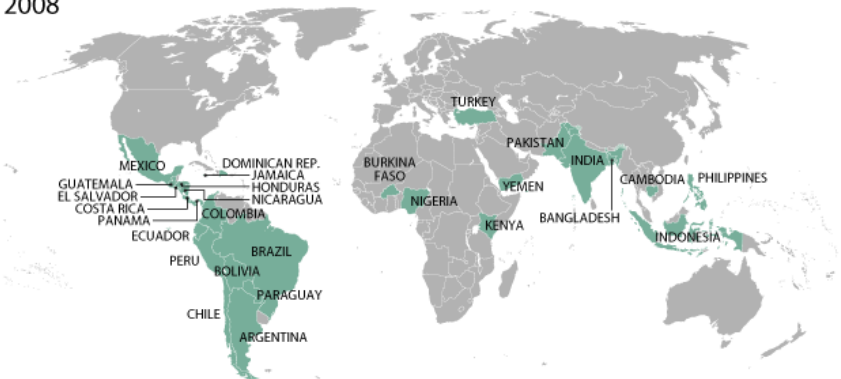 2008
TURKEY
PAKISTAN
MEXICO
DOMINICAN REP.
JAMAICA
BURKINA
FASO
INDIA
GUATEMALA
HONDURAS
YEMEN
CAMBODIA
PHILIPPINES
EL SALVADOR
NICARAGUA
NIGERIA
COSTA RICA
COLOMBIA
BANGLADESH
PANAMA
KENYA
ECUADOR
INDONESIA
BRAZIL
PERU
BOLIVIA
PARAGUAY
CHILE
ARGENTINA